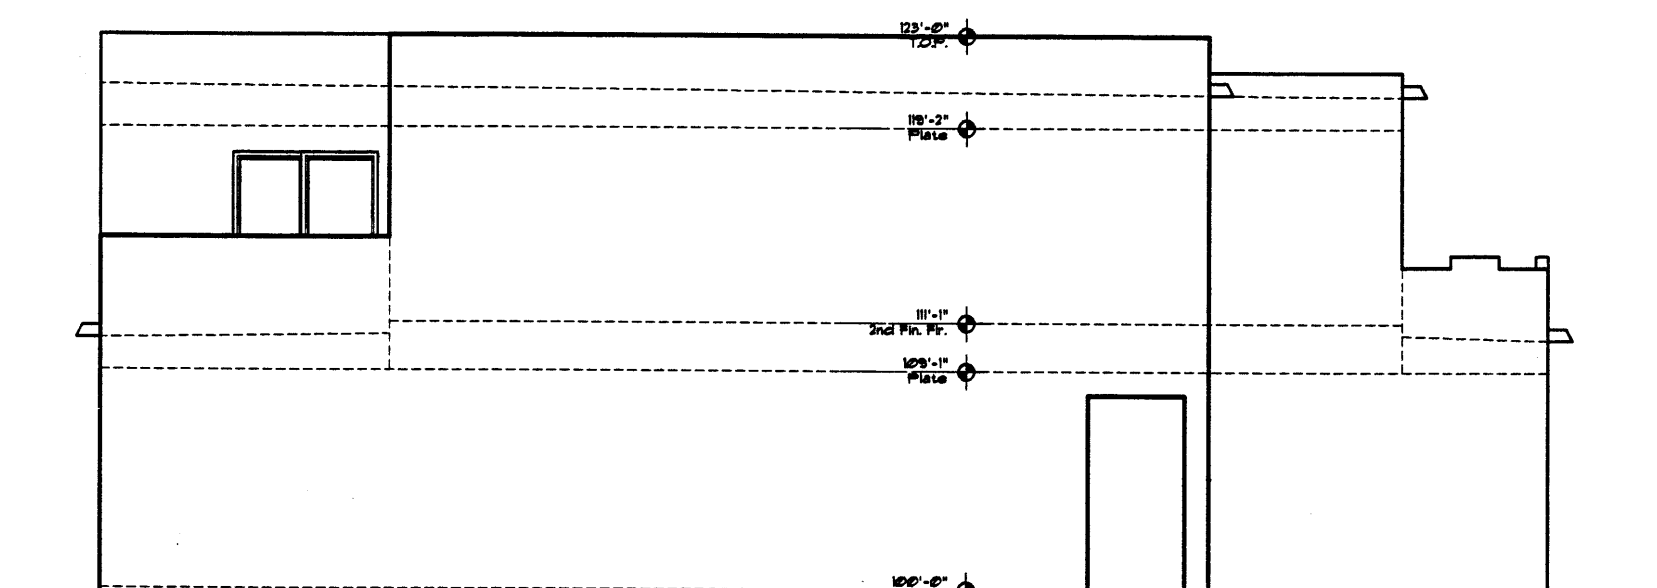 123'-0"
T.O.P.
119'-2"
Plate
111'-1"
2nd Fin. Flr.
109'-1"
Plate
100'-0"